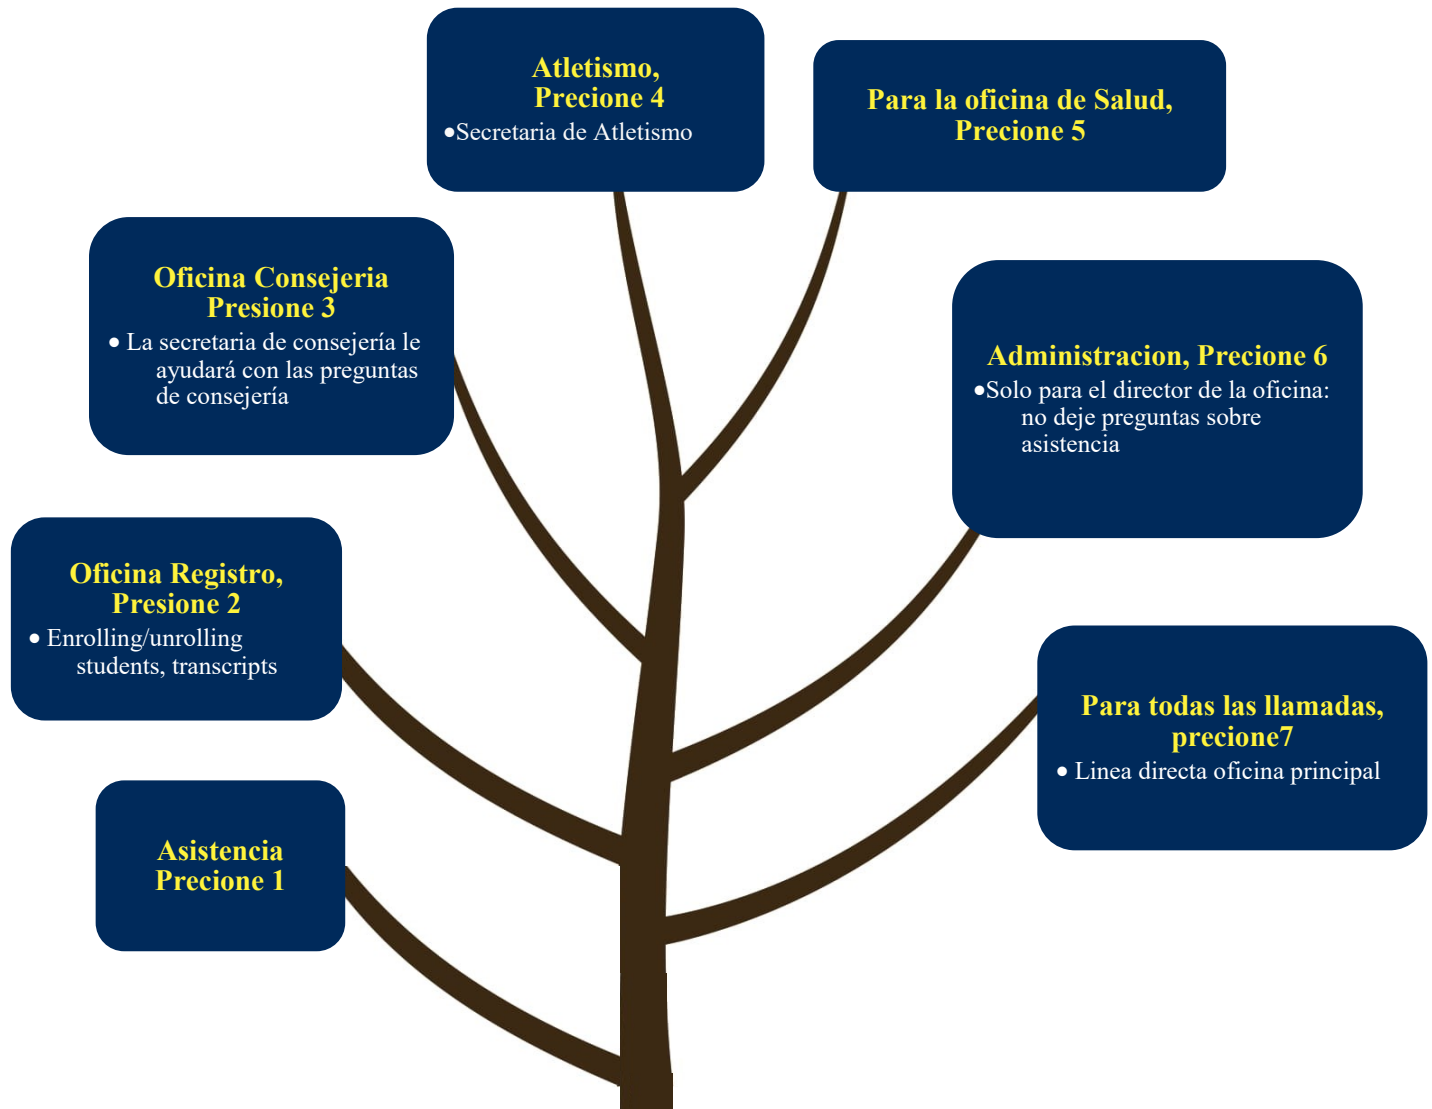 Atletismo,
Precione 4
•Secretaria de Atletismo
Para la oficina de Salud,
Precione 5
Oficina Consejeria
Presione 3
• La secretaria de consejería le
ayudará con las preguntas
de consejería
Administracion, Precione 6
•Solo para el director de la oficina:
no deje preguntas sobre
asistencia
Oficina Registro,
Presione 2
• Enrolling/unrolling
students, transcripts
Para todas las llamadas,
precione7
• Linea directa oficina principal
Asistencia
Precione 1